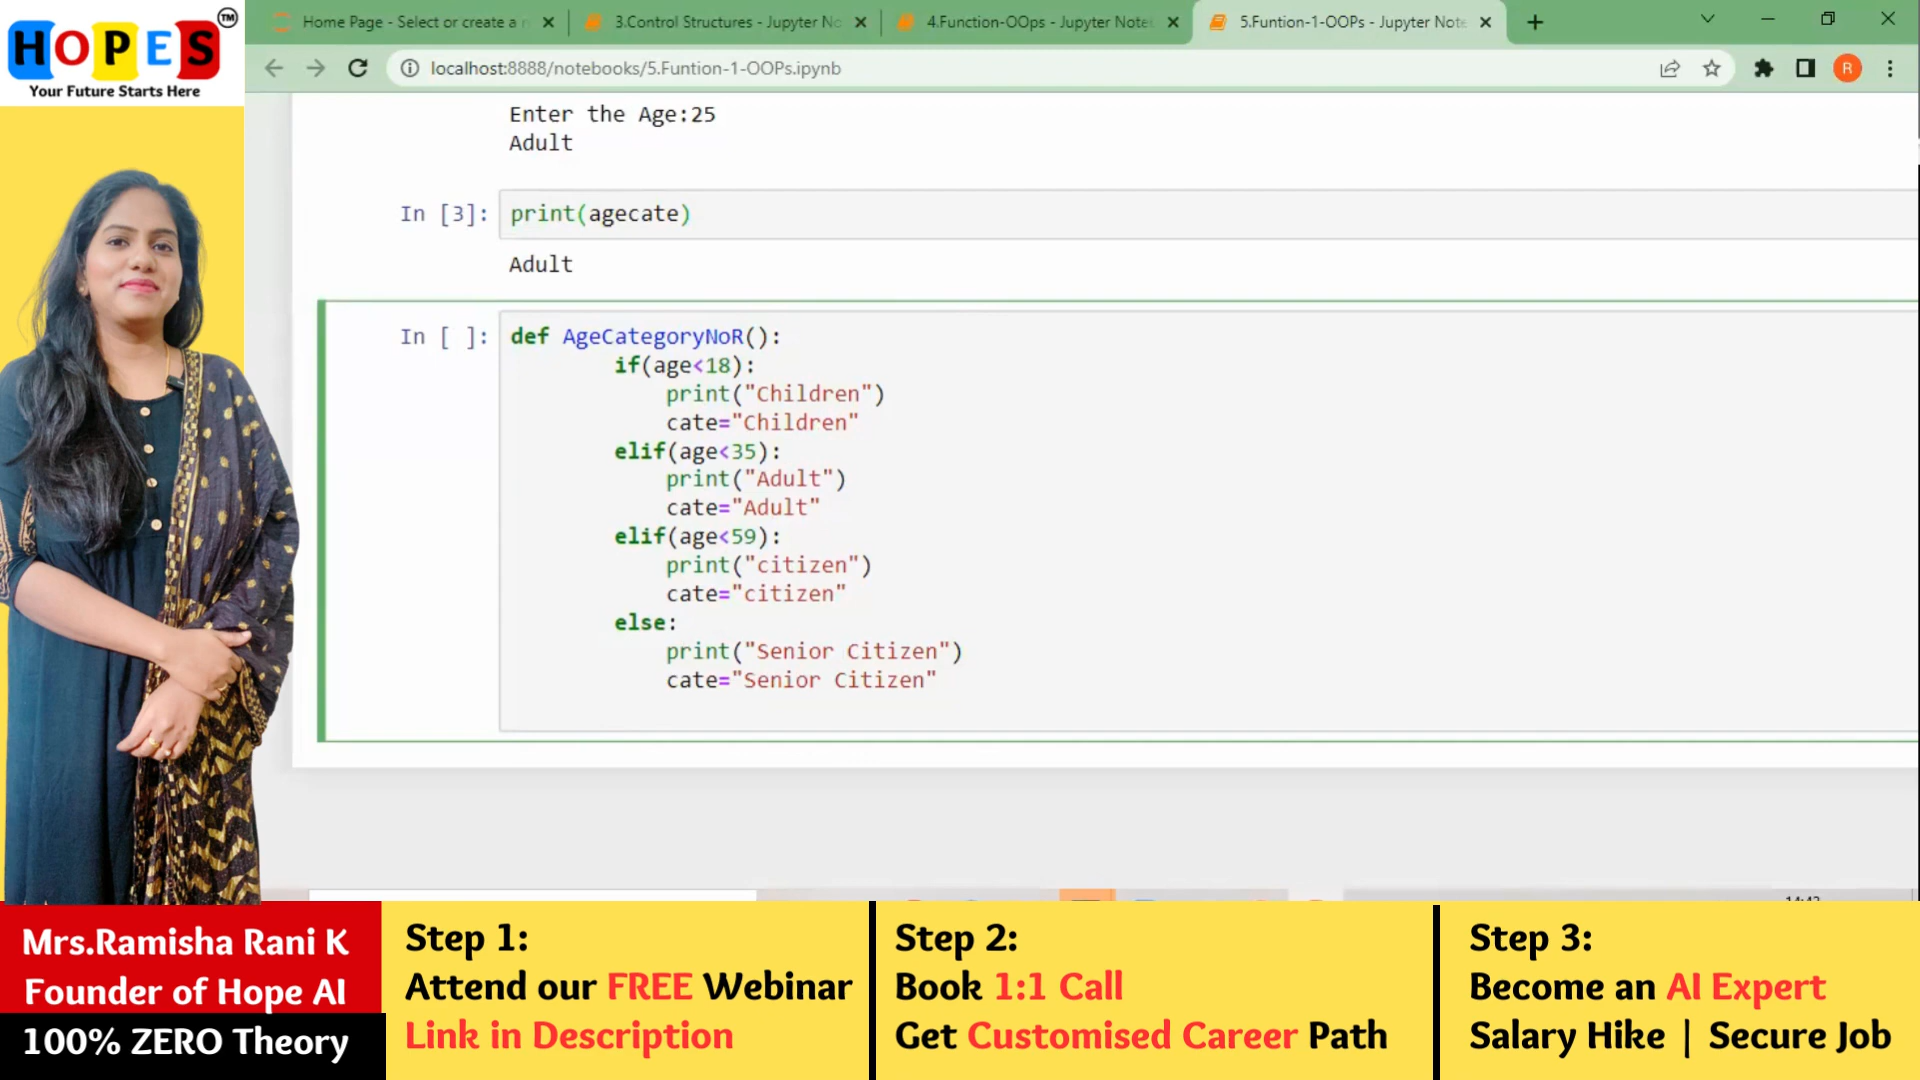 HOPES
TM
Your Future Starts Here
Home Page - Select or create a n
3.Control Structures - Jupyter No
4.Function-OOps - Jupyter Note
5.Funtion-1-OOPs - Jupyter Note
localhost:8888/notebooks/5.Funtion-1-OOPs.ipynb
R
Enter the Age:25
Adult
In [3]: print(agecate)
Adult
In [ ]: def AgeCategoryNoR():
if(age<18):
print("Children")
cate="Children"
elif(age<35):
print("Adult")
cate="Adult"
elif(age<59):
print("citizen")
cate="citizen"
else:
print("Senior Citizen")
cate="Senior Citizen"
Mrs.Ramisha Rani K
Founder of Hope AI
100% ZERO Theory
Step 1:
Attend our FREE Webinar
Link in Description
Step 2:
Book 1:1 Call
Get Customised Career Path
Step 3:
Become an AI Expert
Salary Hike | Secure Job